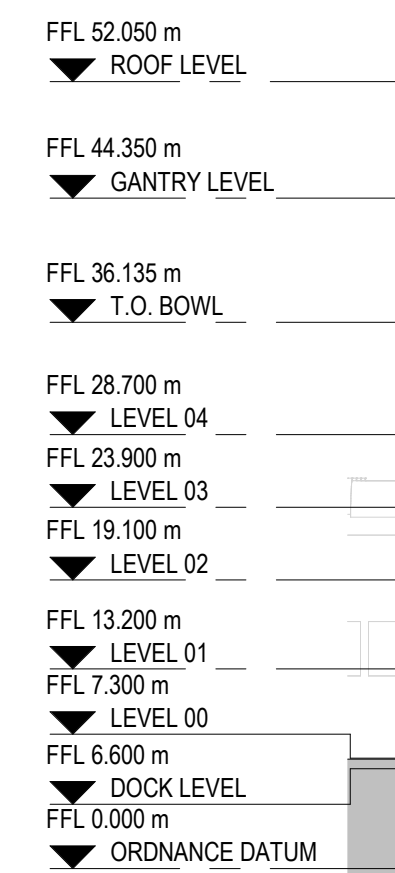 FFL 52.050 m
ROOF LEVEL
FFL 44.350 m
GANTRY LEVEL
FFL 36.135 m
T.O. BOWL
FFL 28.700 m
LEVEL 04
FFL 23.900 m
LEVEL 03
FFL 19.100 m
LEVEL 02
FFL 13.200 m
LEVEL 01
FFL 7.300 m
LEVEL 00
FFL 6.600 m
DOCK LEVEL
FFL 0.000 m
ORDNANCE DATUM